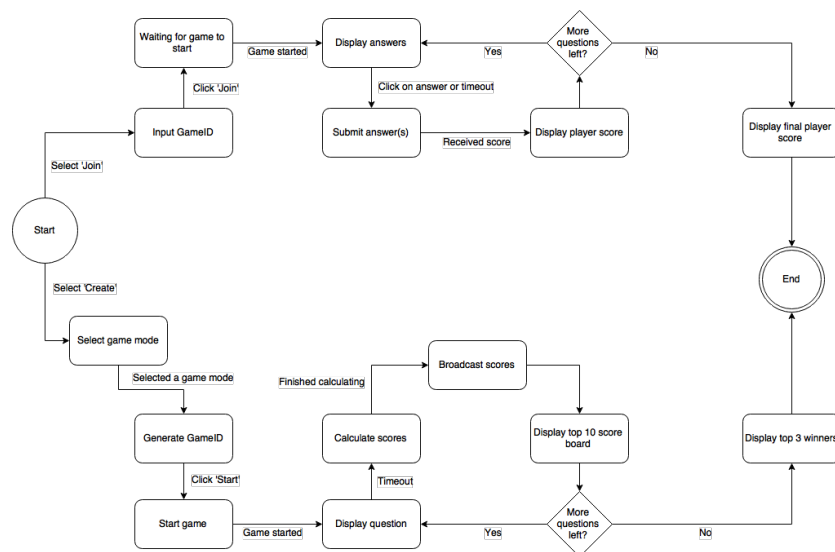 Waiting for game to
start
Game started
Display answers
Yes
More
questions
left?
No
Click 'Join'
Click on answer or timeout
Input GameID
Submit answer(s)
Received score
Display player score
Display final player
score
Select 'Join'
Start
End
Select 'Create'
Select game mode
Selected a game mode
Finished calculating
Broadcast scores
Generate GameID
Calculate scores
Display top 10 score
board
Display top 3 winners
Click 'Start'
Timeout
Start game
Game started
Display question
Yes
More
questions
left?
No